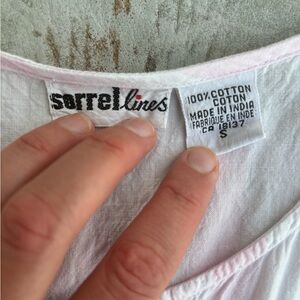 sorrel lines
100% COTTON
COTON
MADE IN INDIA
FABRIQUE EN INDE
CA 18137
S